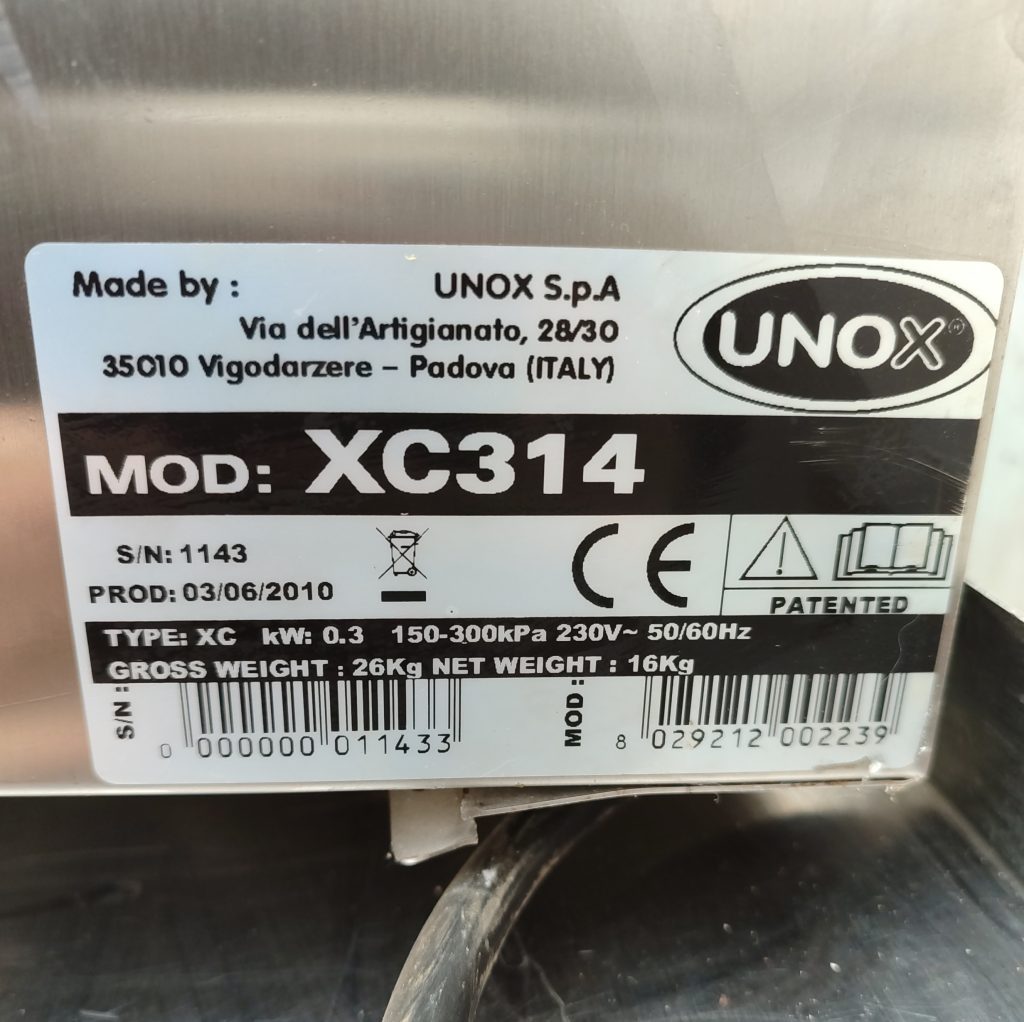 Made by : UNOX S.p.A
Via dell'Artigianato, 28/30
35010 Vigodarzere – Padova (ITALY)
UNOX®
MOD: XC314
S/N: 1143
PROD: 03/06/2010
CE
PATENTED
TYPE: XC kW: 0.3 150-300kPa 230V~ 50/60Hz
GROSS WEIGHT : 26Kg NET WEIGHT : 16Kg
S/N :
0 000000 011433
MOD :
8 029212 002239